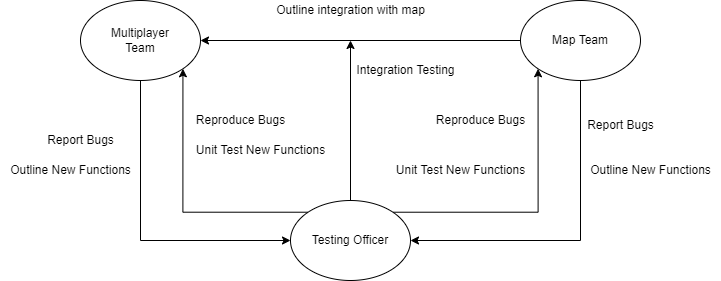 Outline integration with map
Multiplayer
Team
Map Team
Integration Testing
Reproduce Bugs
Unit Test New Functions
Reproduce Bugs
Unit Test New Functions
Report Bugs
Outline New Functions
Report Bugs
Outline New Functions
Testing Officer